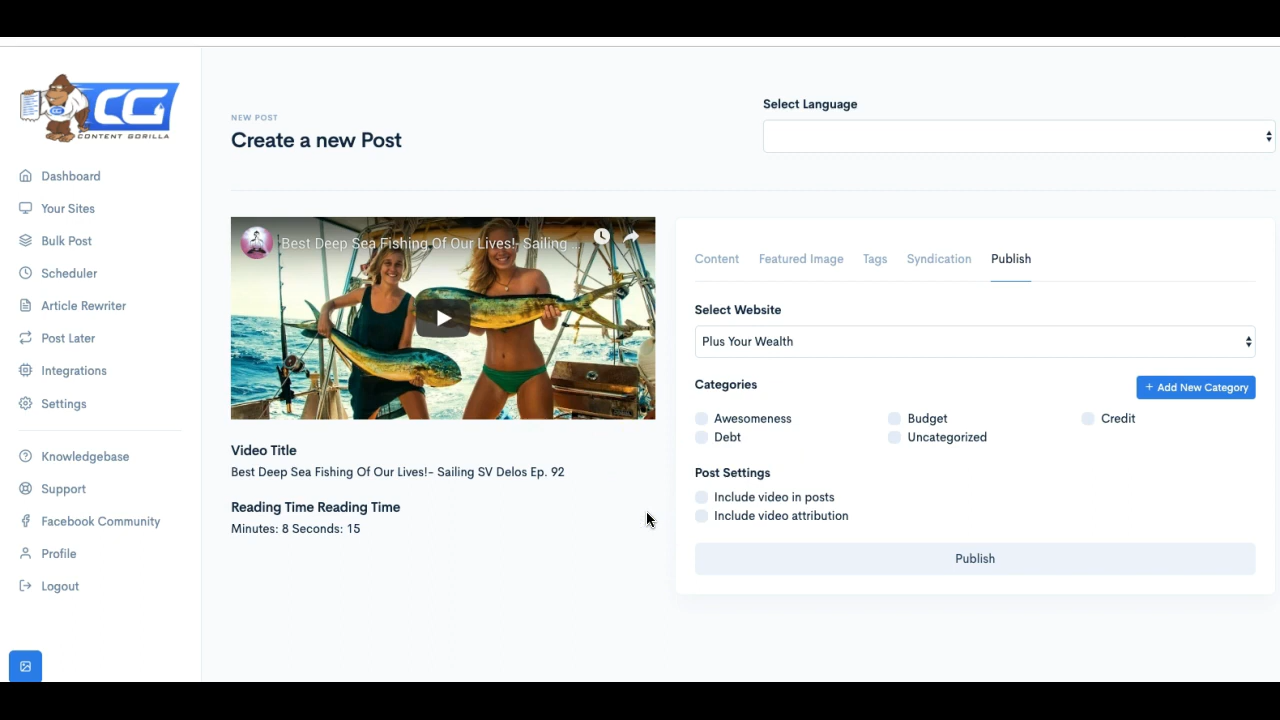 CG
CONTENT GORILLA
Dashboard
Your Sites
Bulk Post
Scheduler
Article Rewriter
Post Later
Integrations
Settings
Knowledgebase
Support
Facebook Community
Profile
Logout
NEW POST
Create a new Post
Select Language
Best Deep Sea Fishing Of Our Lives!- Sailing ...
Video Title
Best Deep Sea Fishing Of Our Lives!- Sailing SV Delos Ep. 92
Reading Time Reading Time
Minutes: 8 Seconds: 15
Content Featured Image Tags Syndication Publish
Select Website
Plus Your Wealth
Categories
+ Add New Category
Awesomeness Budget Credit
Debt Uncategorized
Post Settings
Include video in posts
Include video attribution
Publish